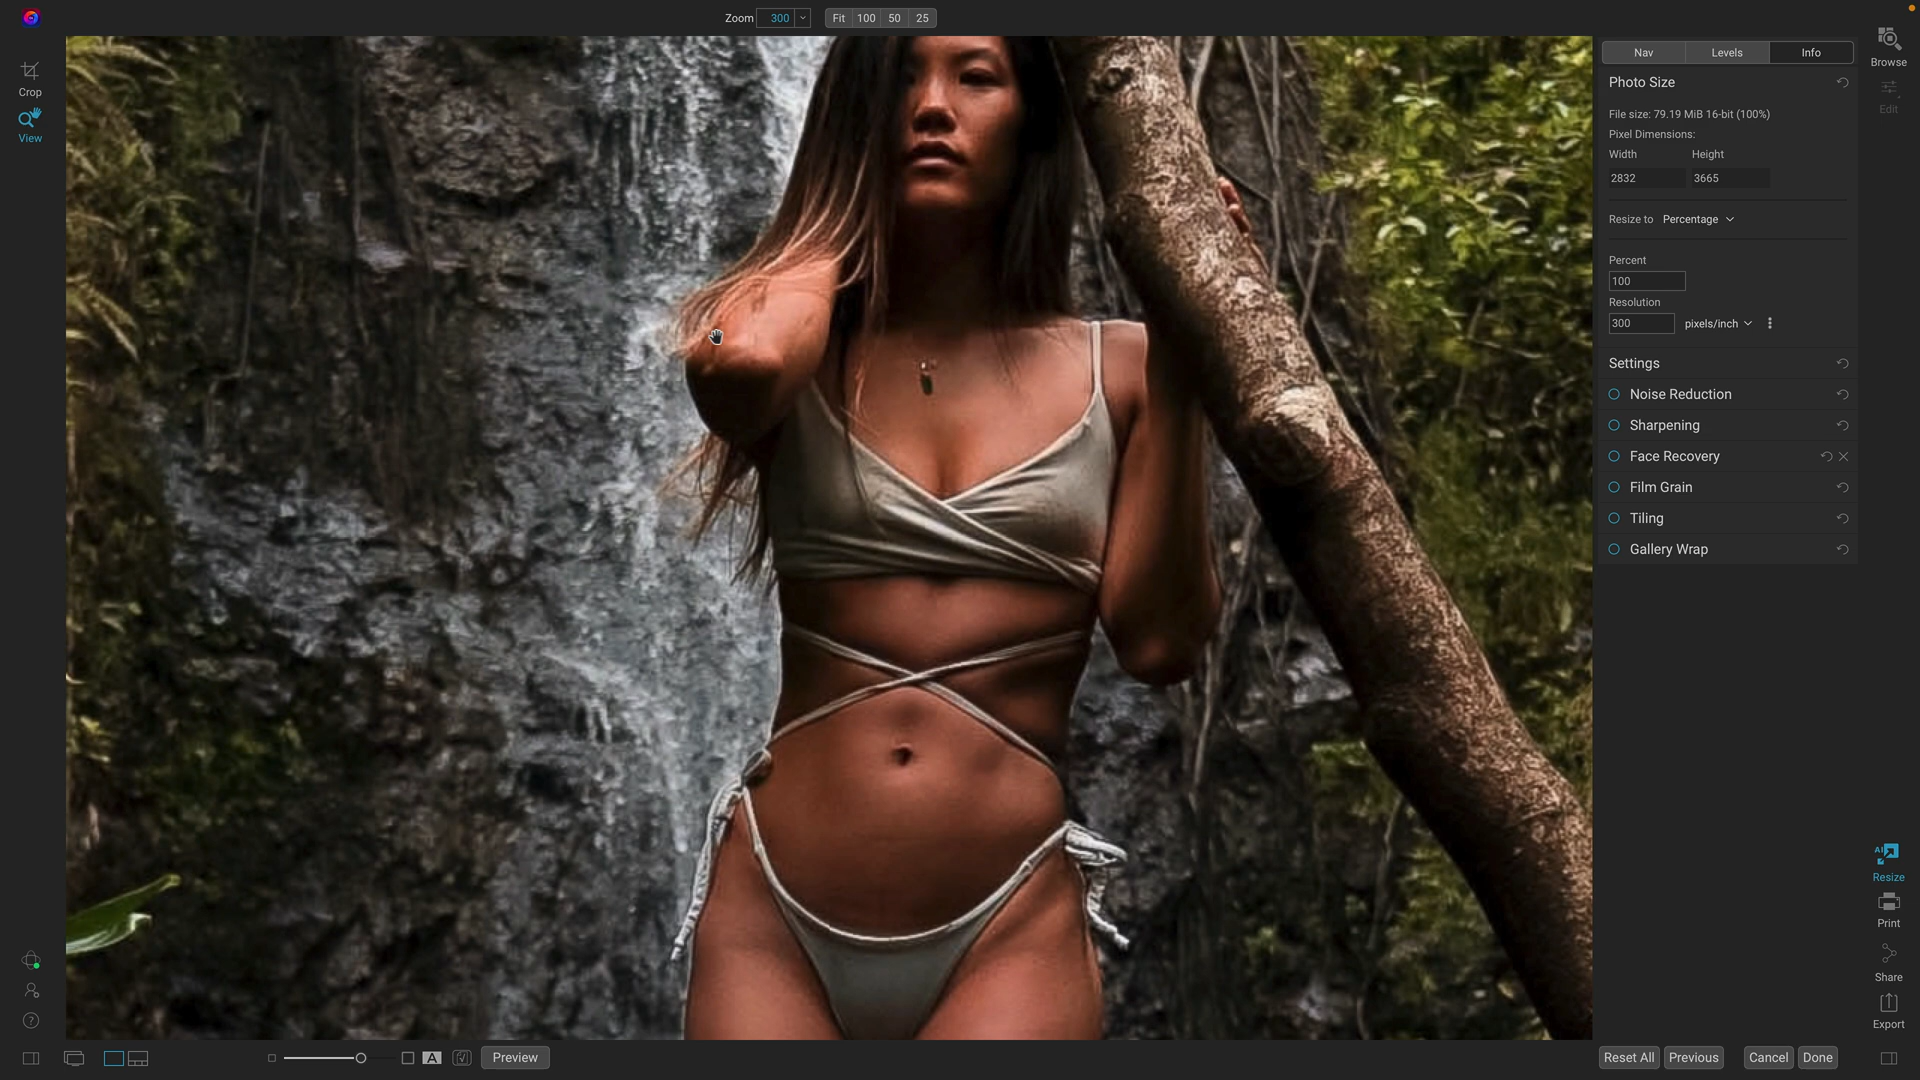 Zoom 300 Fit 100 50 25
Crop
View
Nav Levels Info
Photo Size
File size: 79.19 MiB 16-bit (100%)
Pixel Dimensions:
Width Height
2832 3665
Resize to Percentage
Percent
100
Resolution
300 pixels/inch
Settings
Noise Reduction
Sharpening
Face Recovery
Film Grain
Tiling
Gallery Wrap
Browse
Edit
AI
Resize
Print
Share
Export
A Preview
Reset All Previous Cancel Done